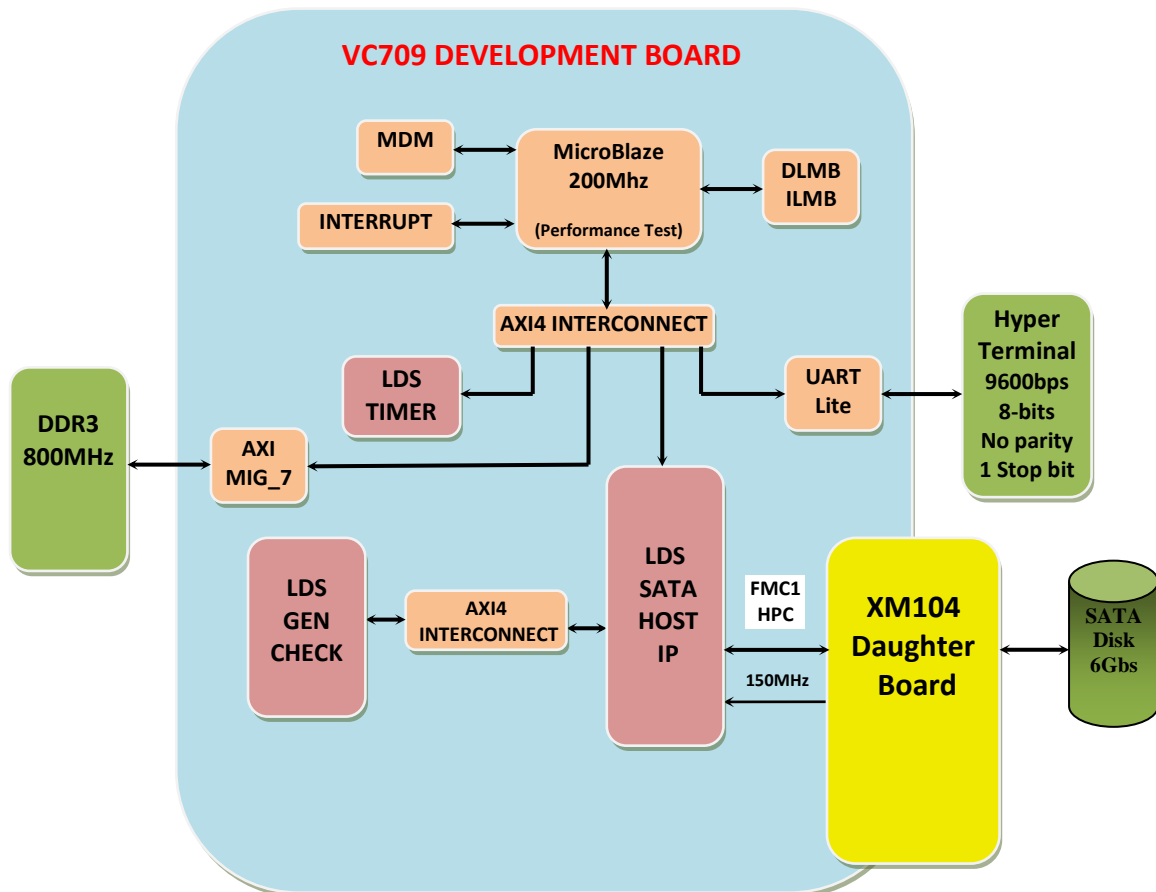 VC709 DEVELOPMENT BOARD
MDM
MicroBlaze
200Mhz
(Performance Test)
DLMB
ILMB
INTERRUPT
AXI4 INTERCONNECT
Hyper
Terminal
9600bps
8-bits
No parity
1 Stop bit
LDS
TIMER
UART
Lite
DDR3
800MHz
AXI
MIG_7
LDS
GEN
CHECK
AXI4
INTERCONNECT
LDS
SATA
HOST
IP
FMC1
HPC
150MHz
XM104
Daughter
Board
SATA
Disk
6Gbs